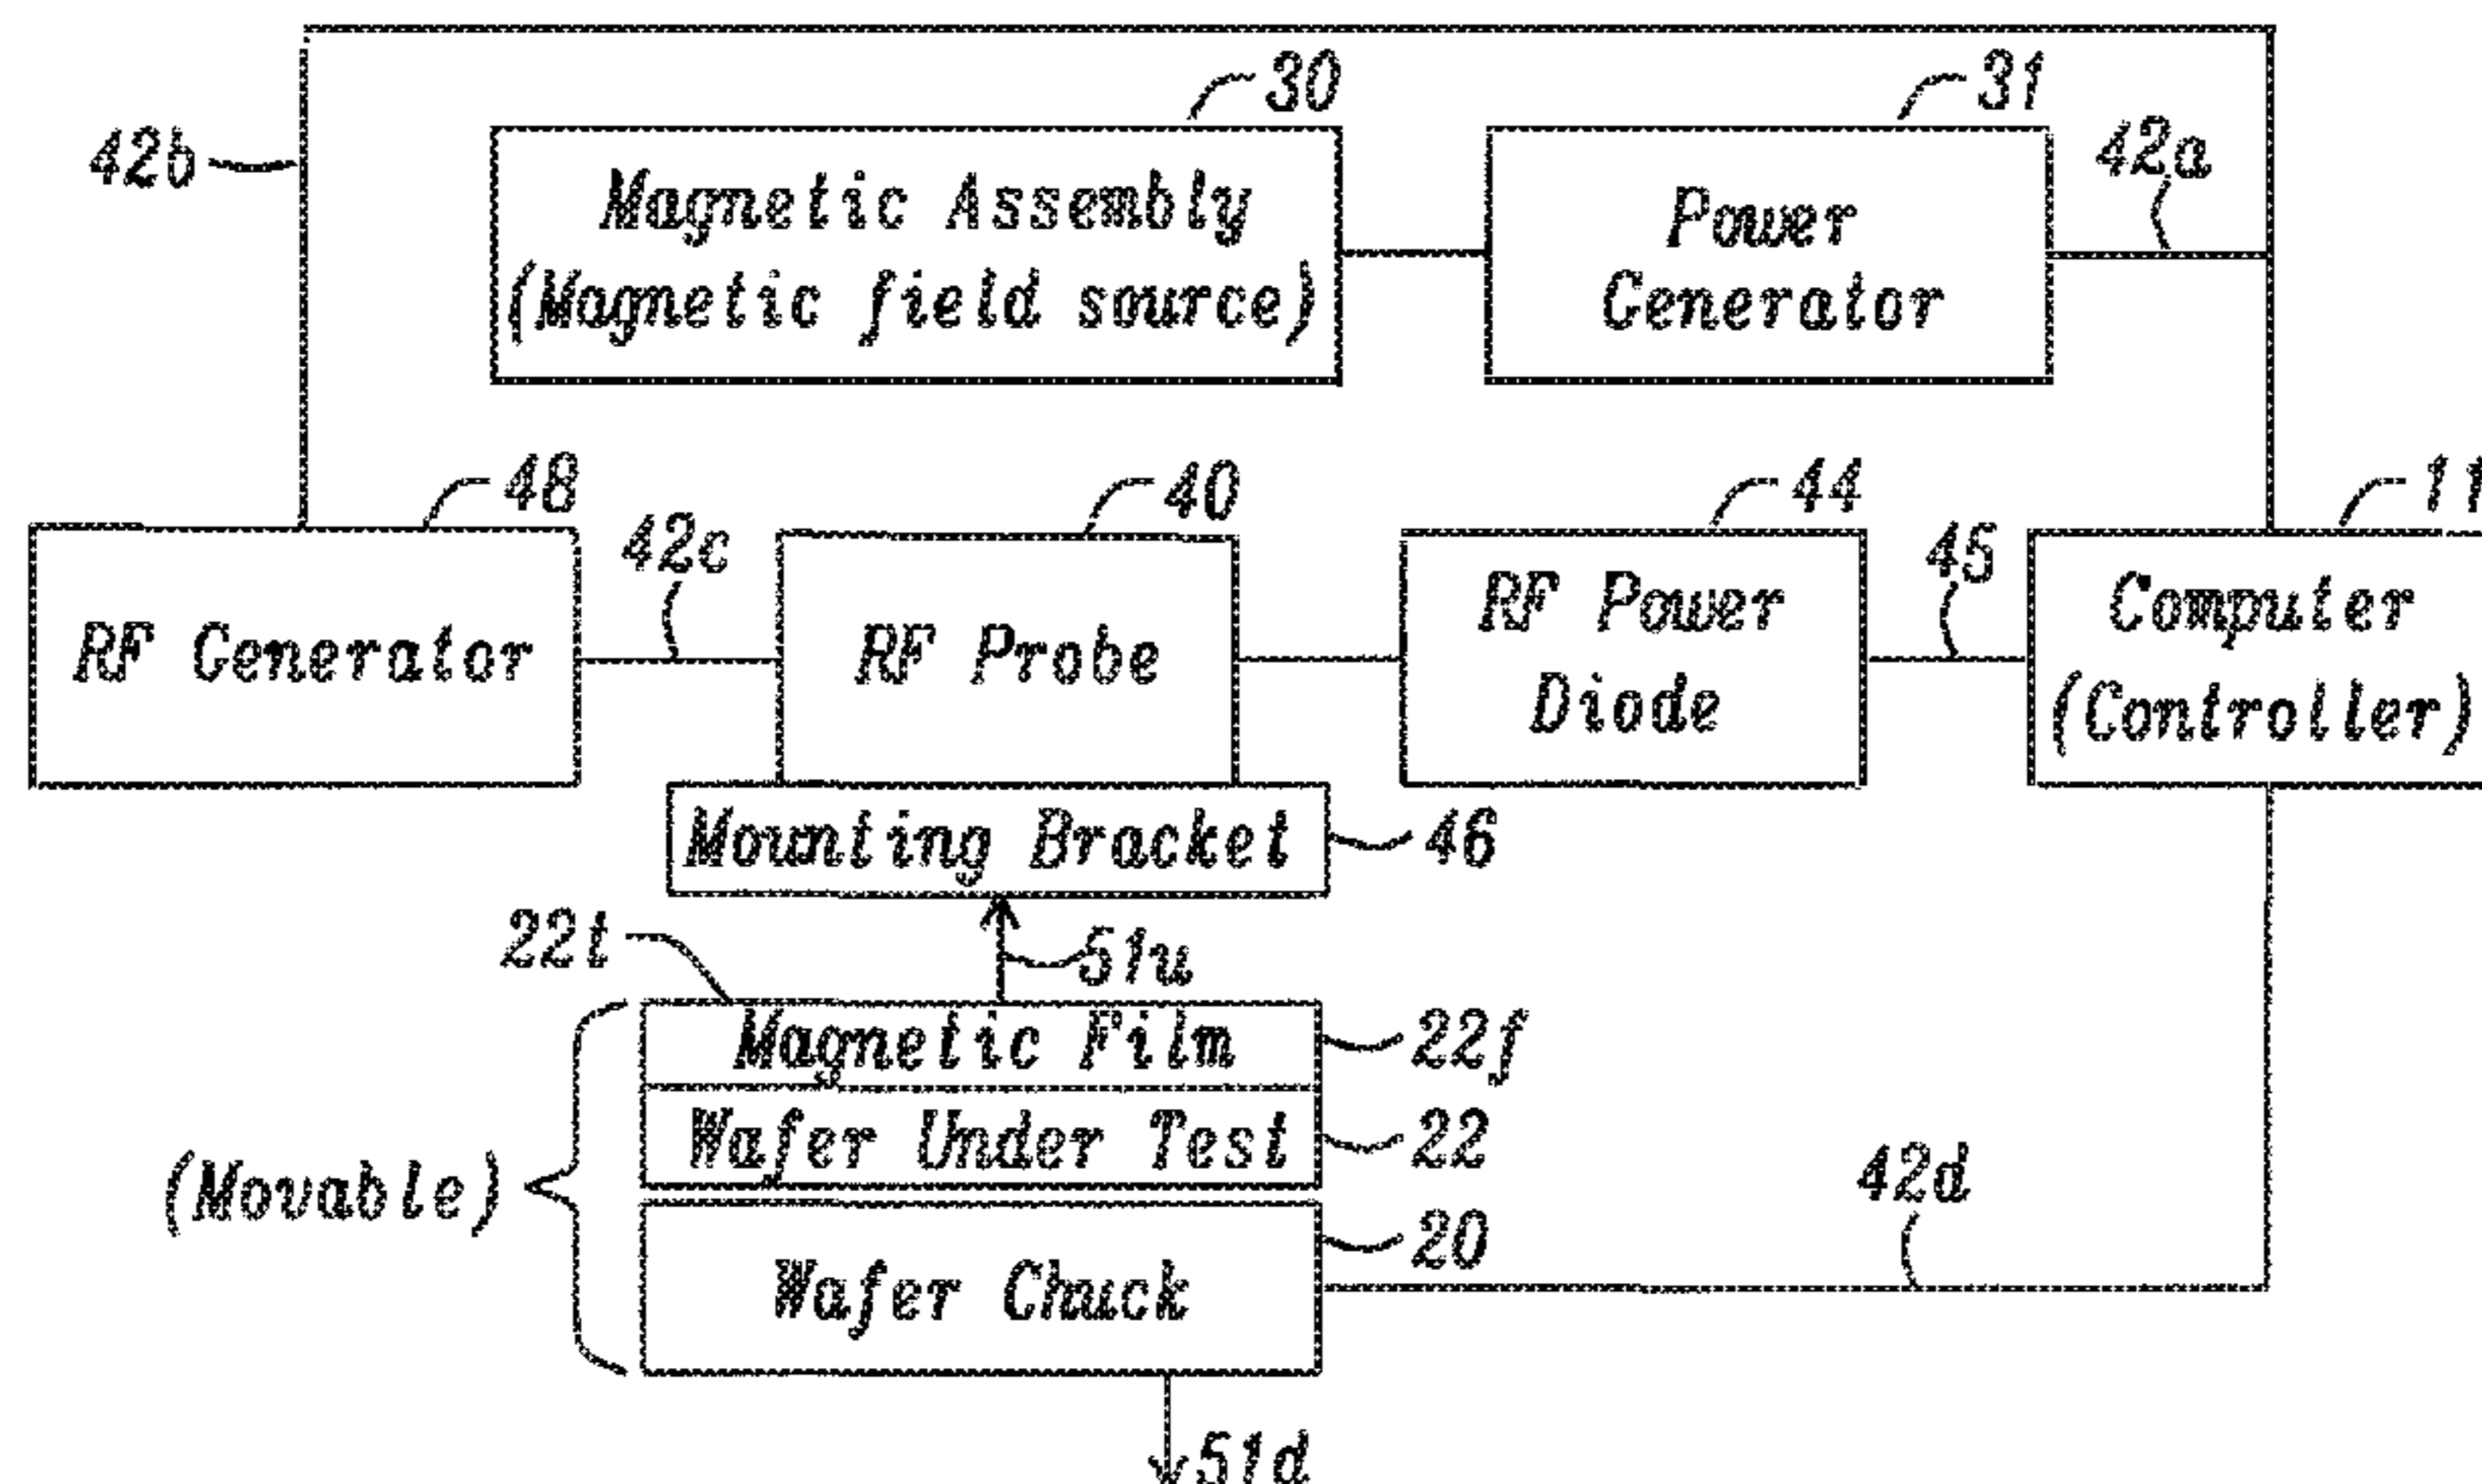 30
31
42b
42a
Magnetic Assembly
(Magnetic field source)
Power
Generator
48
40
44
11
42c
45
RF Generator
RF Probe
RF Power
Diode
Computer
(Controller)
Mounting Bracket
46
22t
51u
Magnetic Film
22f
Wafer Under Test
22
(Movable)
42d
20
Wafer Chuck
51d